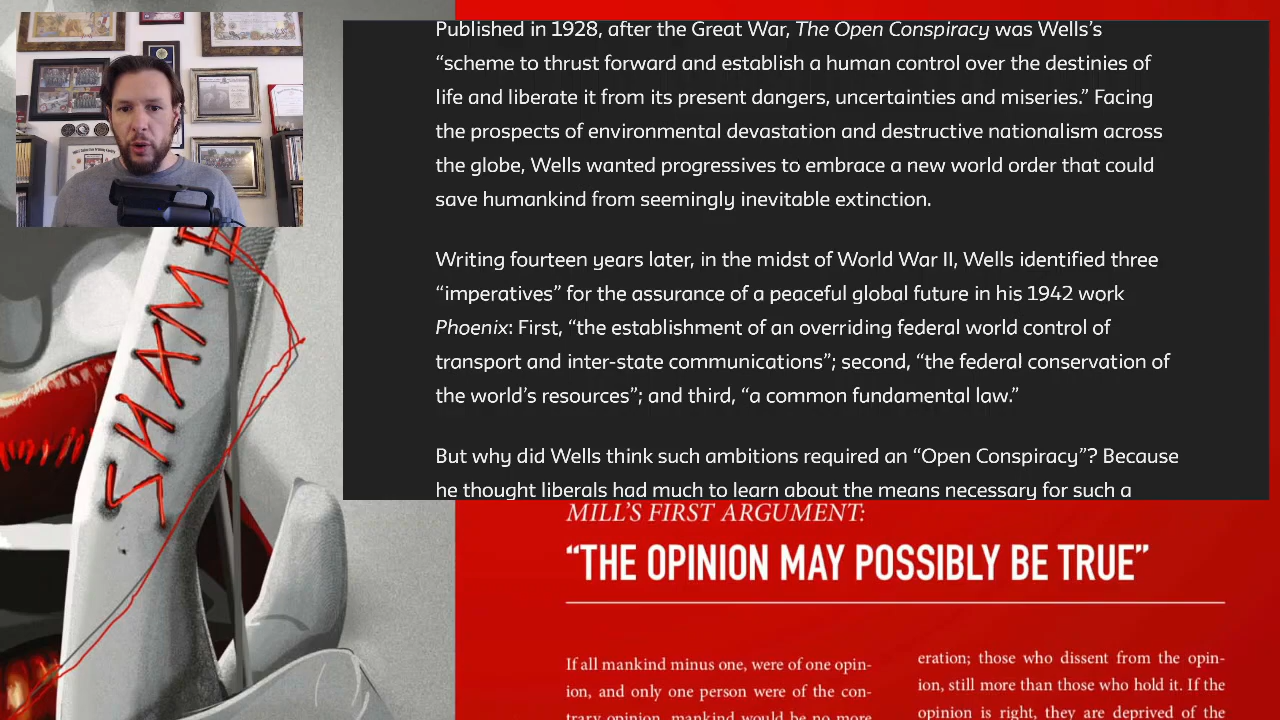 Published in 1928, after the Great War, The Open Conspiracy was Wells’s
“scheme to thrust forward and establish a human control over the destinies of
life and liberate it from its present dangers, uncertainties and miseries.” Facing
the prospects of environmental devastation and destructive nationalism across
the globe, Wells wanted progressives to embrace a new world order that could
save humankind from seemingly inevitable extinction.
Writing fourteen years later, in the midst of World War II, Wells identified three
“imperatives” for the assurance of a peaceful global future in his 1942 work
Phoenix: First, “the establishment of an overriding federal world control of
transport and inter-state communications”; second, “the federal conservation of
the world’s resources”; and third, “a common fundamental law.”
But why did Wells think such ambitions required an “Open Conspiracy”? Because
he thought liberals had much to learn about the means necessary for such a
SHAME
MILL’S FIRST ARGUMENT:
“THE OPINION MAY POSSIBLY BE TRUE”
If all mankind minus one, were of one opin-
ion, and only one person were of the con-
trary opinion, mankind would be no more
eration; those who dissent from the opin-
ion, still more than those who hold it. If the
opinion is right, they are deprived of the